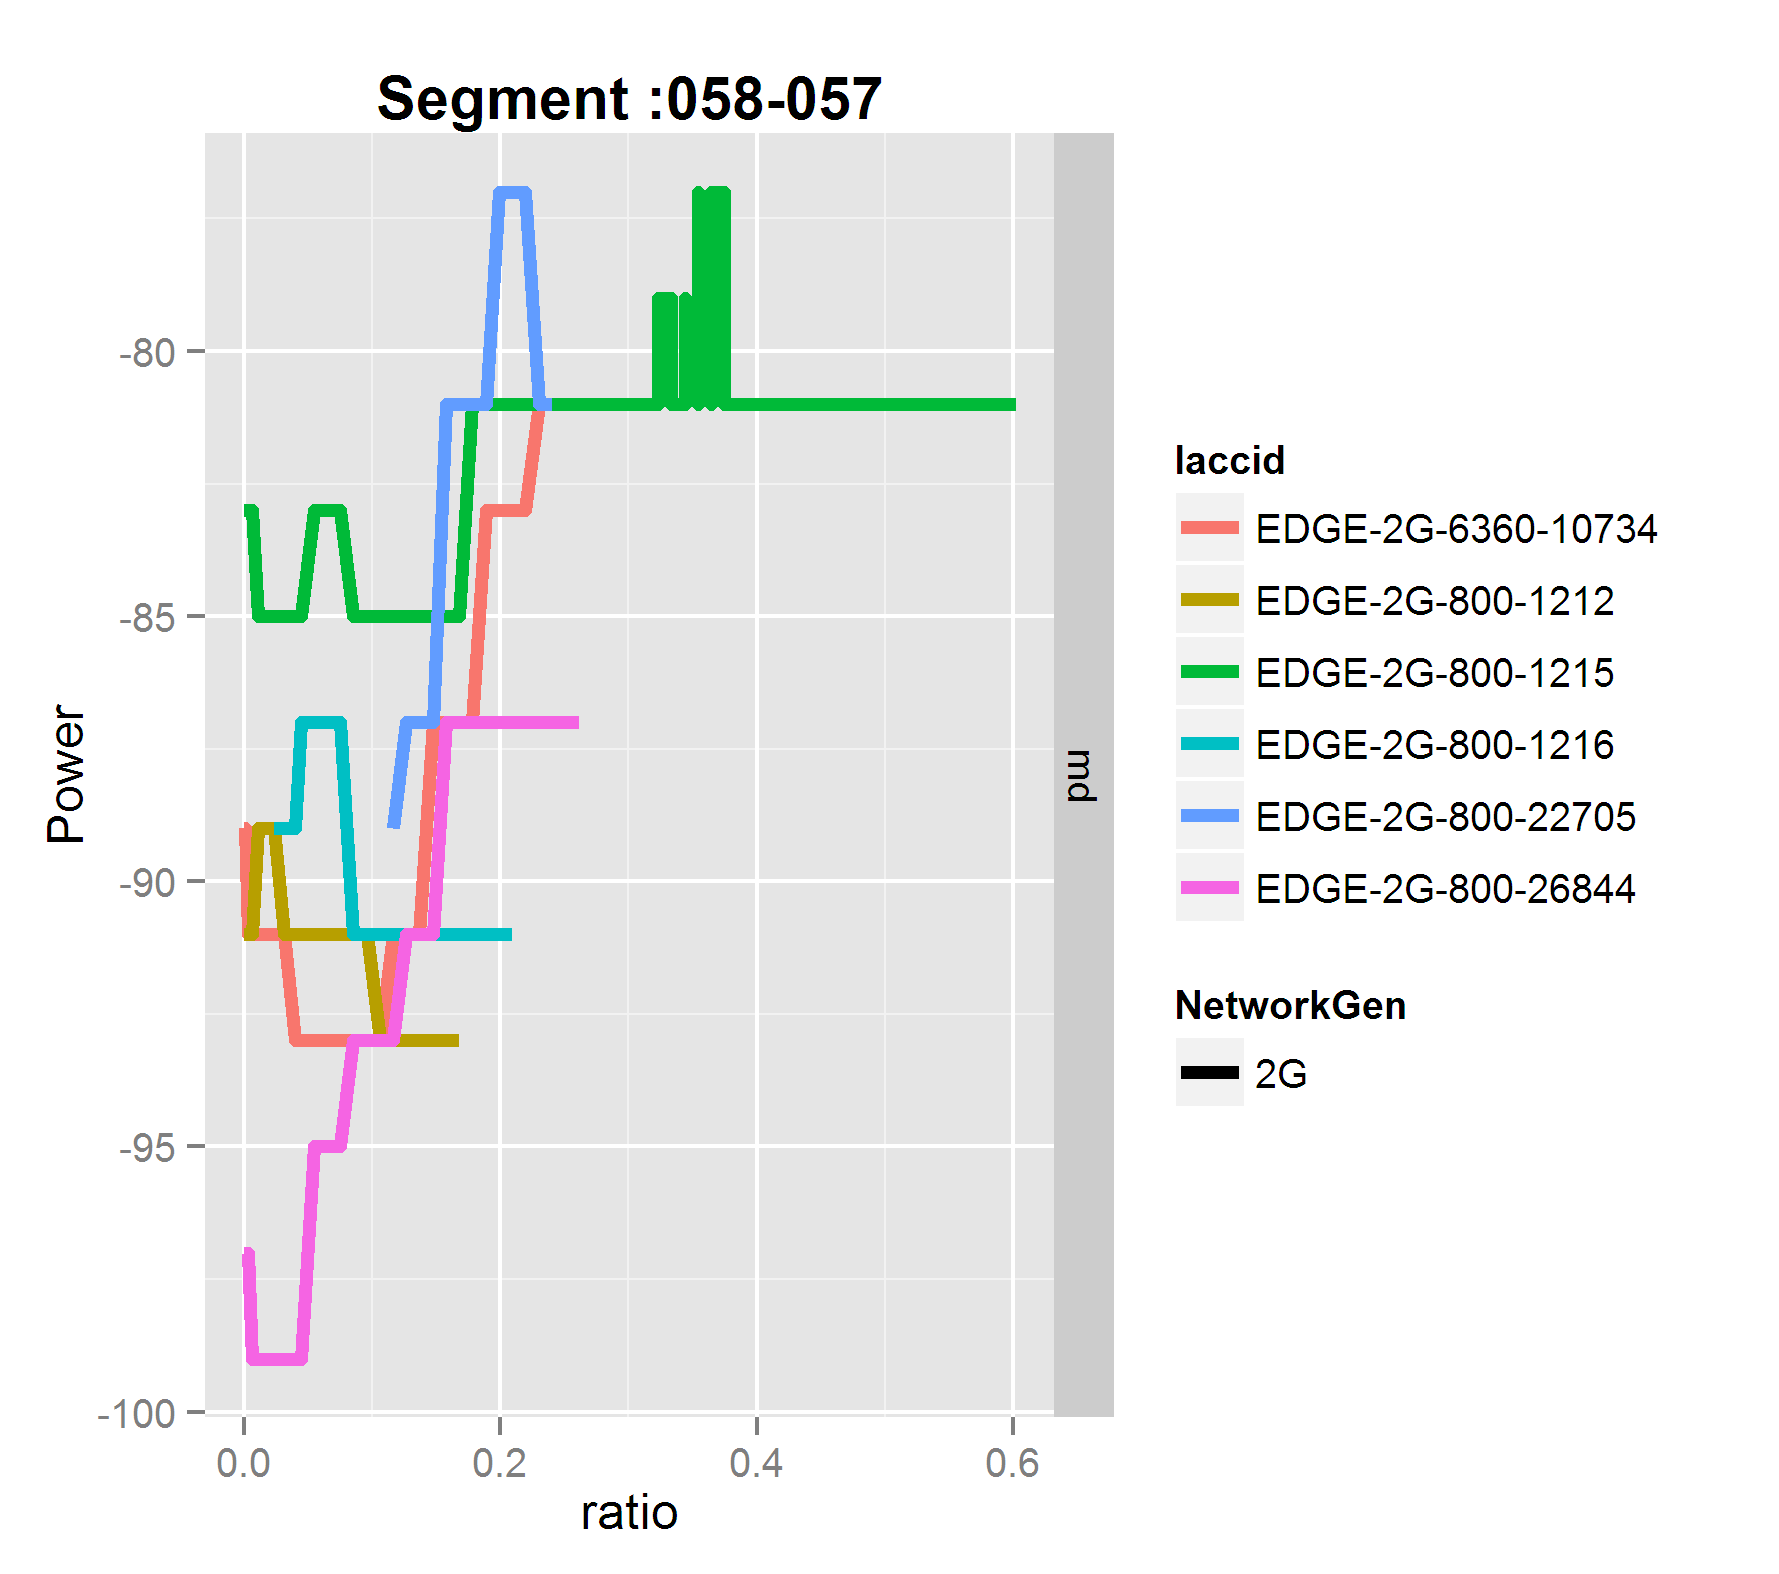 Segment :058-057
Power
-80
-85
-90
-95
-100
0.0 0.2 0.4 0.6
ratio
md
laccid
EDGE-2G-6360-10734
EDGE-2G-800-1212
EDGE-2G-800-1215
EDGE-2G-800-1216
EDGE-2G-800-22705
EDGE-2G-800-26844
NetworkGen
2G